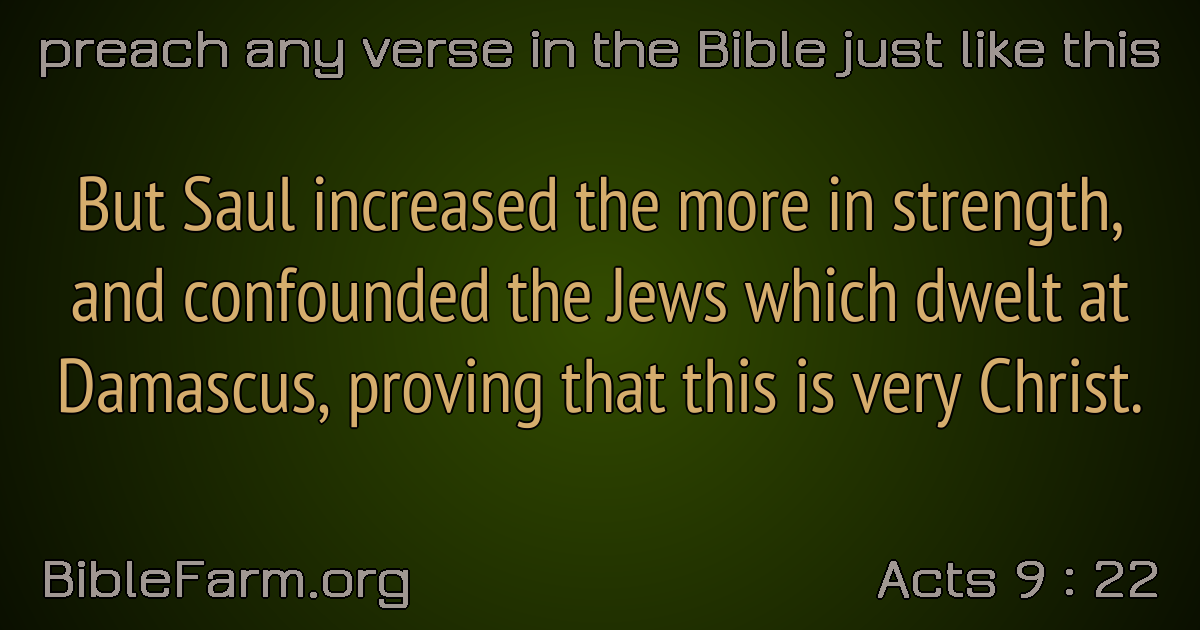 preach any verse in the Bible just like this
But Saul increased the more in strength,
and confounded the Jews which dwelt at
Damascus, proving that this is very Christ.
BibleFarm.org
Acts 9 : 22